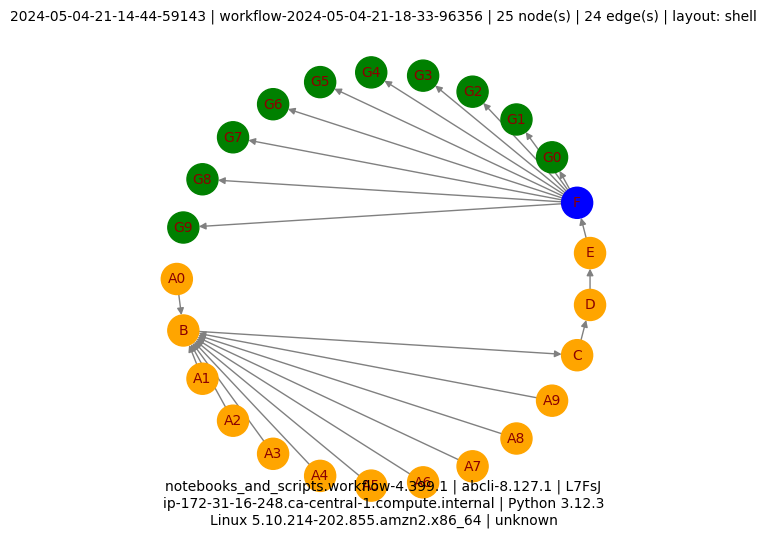 2024-05-04-21-14-44-59143 | workflow-2024-05-04-21-18-33-96356 | 25 node(s) | 24 edge(s) | layout: shell
G4
G3
G5
G2
G6
G1
G7
G0
G8
F
G9
E
A0
D
B
C
A1
A9
A2
A8
A3
A7
A4
A6
A5
notebooks_and_scripts.workflow-4.399.1 | abcli-8.127.1 | L7FsJ
ip-172-31-16-248.ca-central-1.compute.internal | Python 3.12.3
Linux 5.10.214-202.855.amzn2.x86_64 | unknown